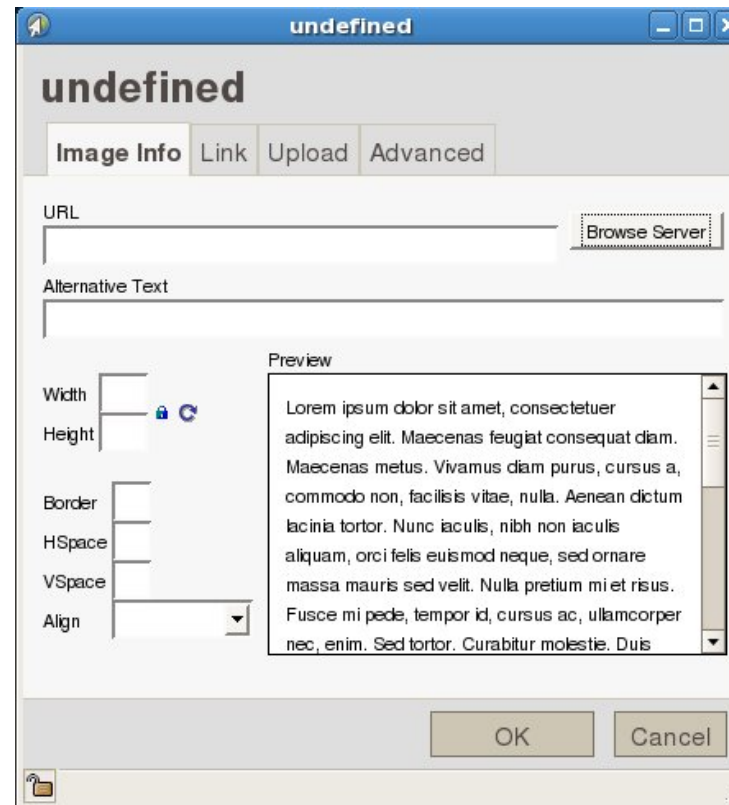 undefined
undefined
Image Info Link Upload Advanced
URL
Browse Server
Alternative Text
Preview
Width
Height
Lorem ipsum dolor sit amet, consectetuer
adipiscing elit. Maecenas feugiat consequat diam.
Maecenas metus. Vivamus diam purus, cursus a,
commodo non, facilisis vitae, nulla. Aenean dictum
lacinia tortor. Nunc iaculis, nibh non iaculis
aliquam, orci felis euismod neque, sed ornare
massa mauris sed velit. Nulla pretium mi et risus.
Fusce mi pede, tempor id, cursus ac, ullamcorper
nec, enim. Sed tortor. Curabitur molestie. Duis
Border
HSpace
VSpace
Align
OK Cancel